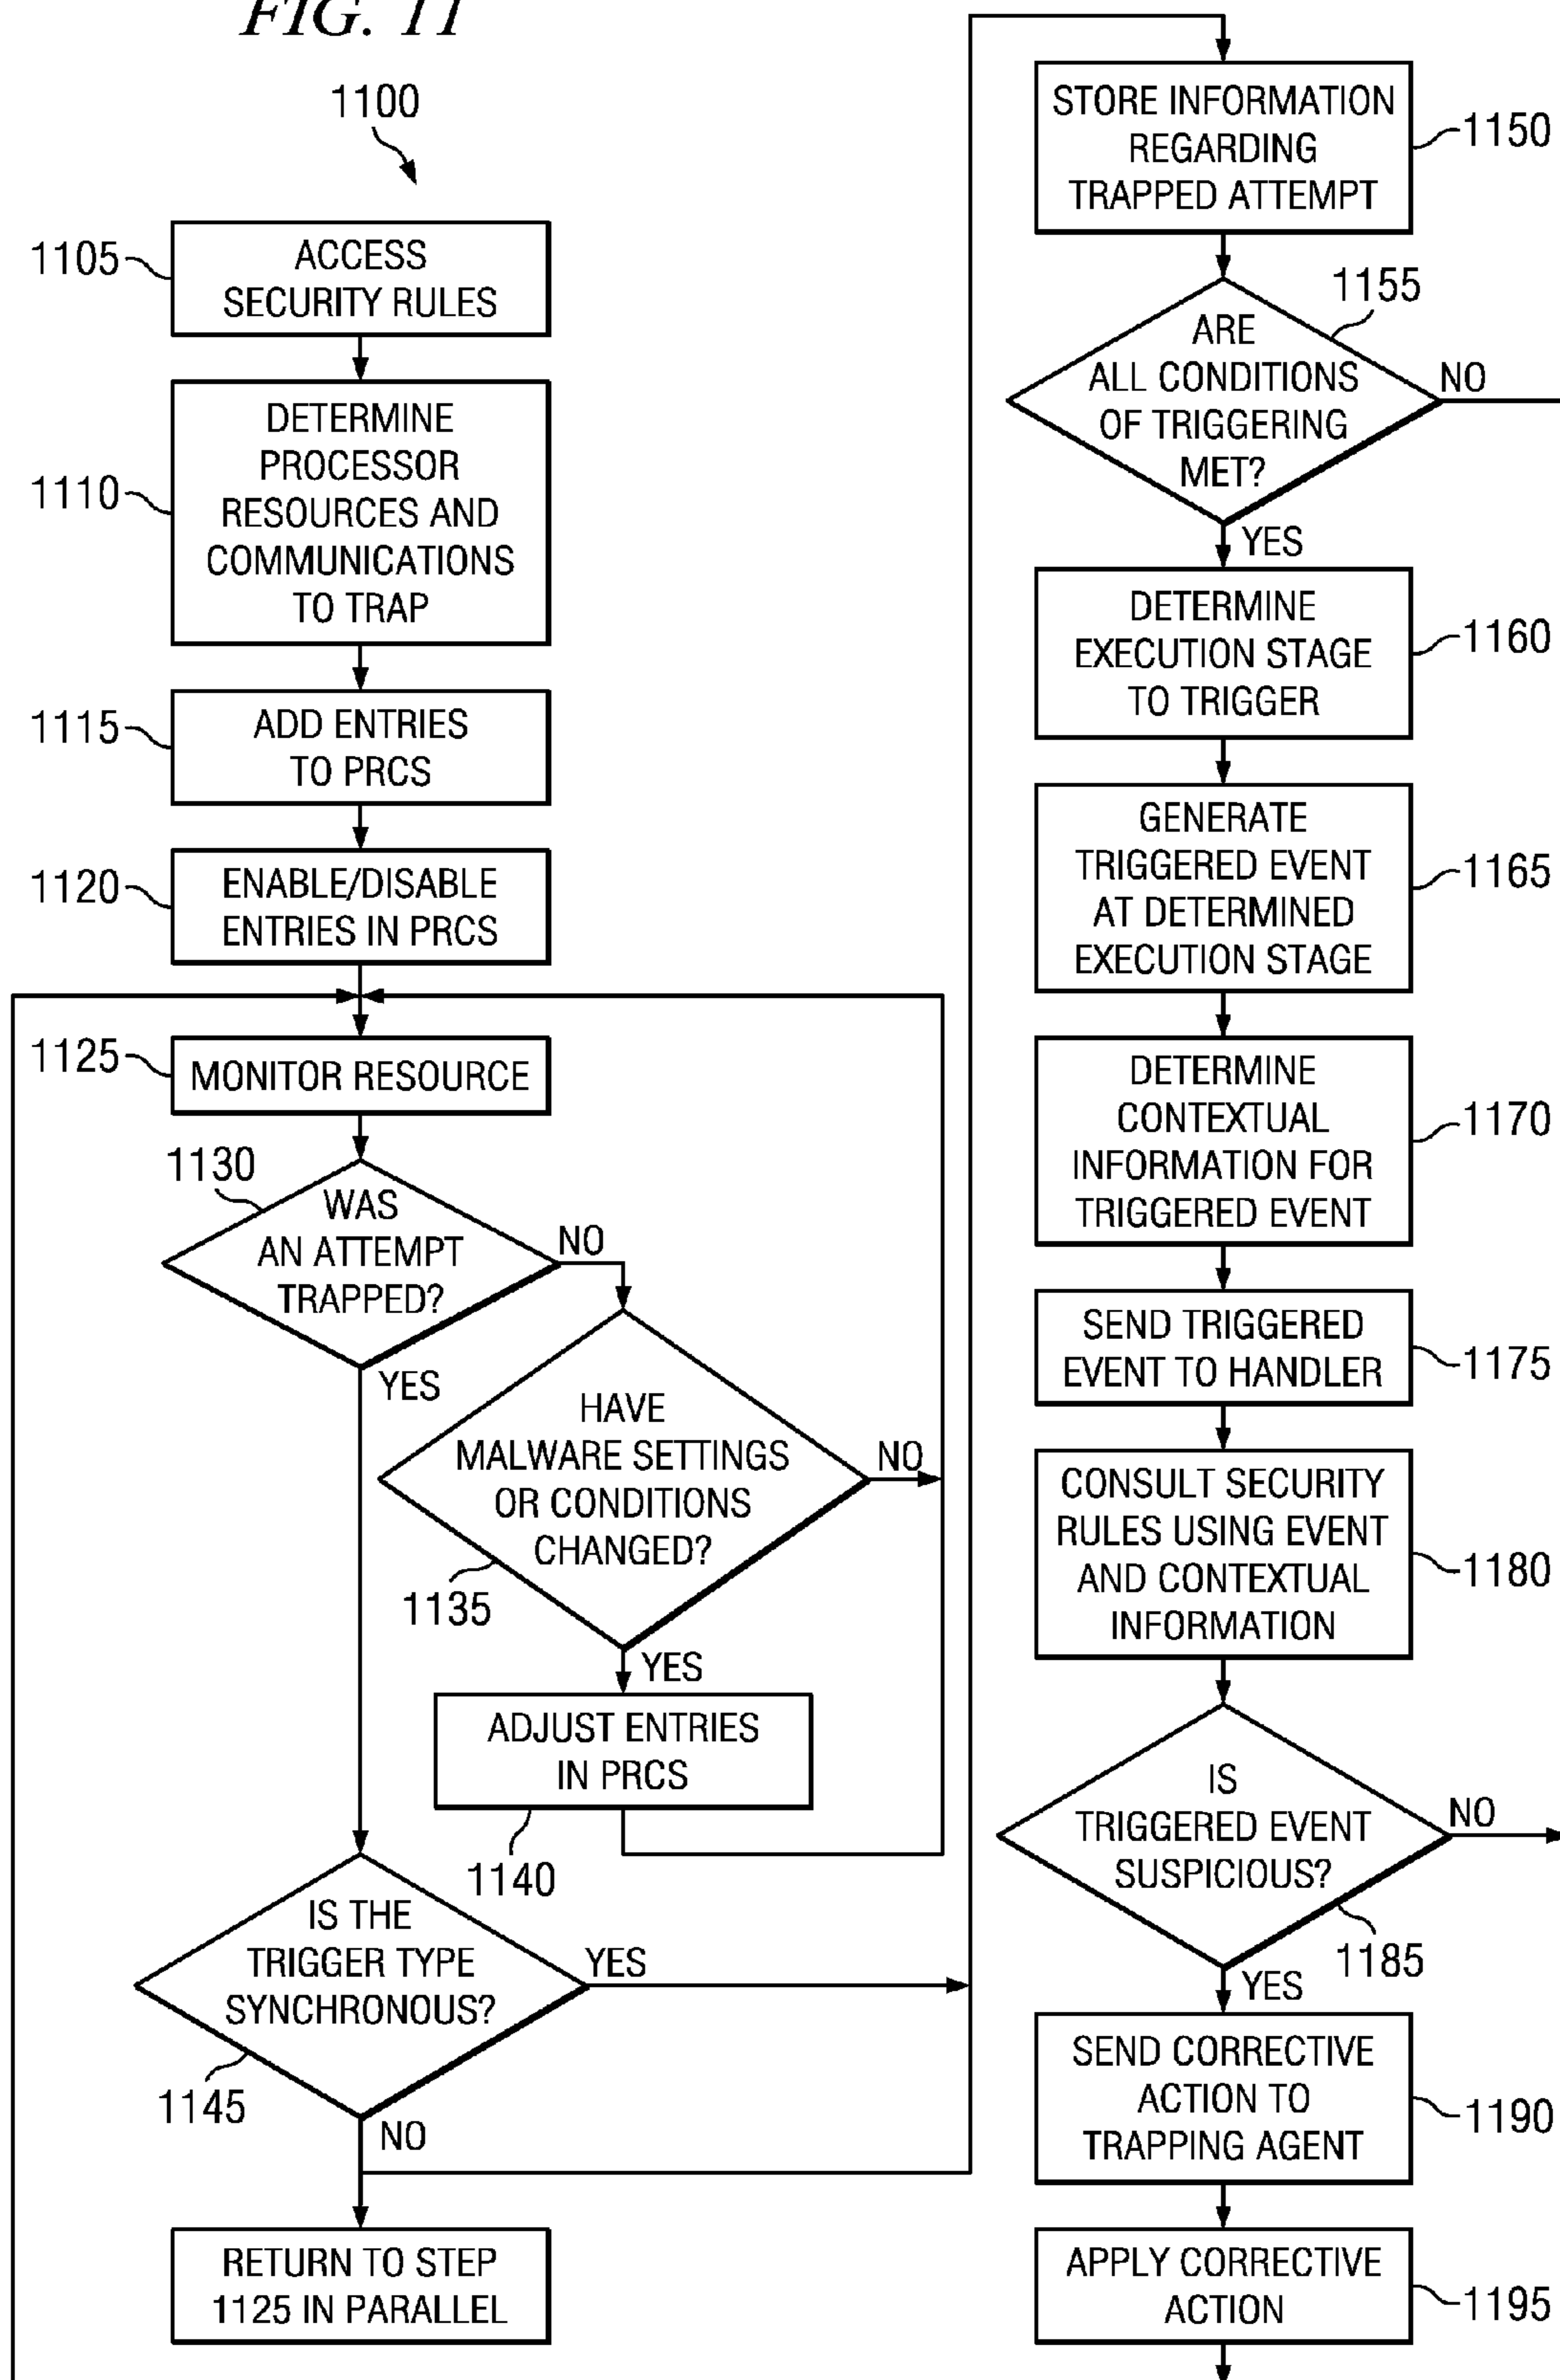 FIG. 11
1100
1105
ACCESS
SECURITY RULES
1110
DETERMINE
PROCESSOR
RESOURCES AND
COMMUNICATIONS
TO TRAP
1115
ADD ENTRIES
TO PRCS
1120
ENABLE/DISABLE
ENTRIES IN PRCS
1125
MONITOR RESOURCE
1130
WAS
AN ATTEMPT
TRAPPED?
NO
YES
HAVE
MALWARE SETTINGS
OR CONDITIONS
CHANGED?
NO
1135
YES
ADJUST ENTRIES
IN PRCS
1140
IS THE
TRIGGER TYPE
SYNCHRONOUS?
YES
1145
NO
RETURN TO STEP
1125 IN PARALLEL
STORE INFORMATION
REGARDING
TRAPPED ATTEMPT
1150
1155
ARE
ALL CONDITIONS
OF TRIGGERING
MET?
NO
YES
DETERMINE
EXECUTION STAGE
TO TRIGGER
1160
GENERATE
TRIGGERED EVENT
AT DETERMINED
EXECUTION STAGE
1165
DETERMINE
CONTEXTUAL
INFORMATION FOR
TRIGGERED EVENT
1170
SEND TRIGGERED
EVENT TO HANDLER
1175
CONSULT SECURITY
RULES USING EVENT
AND CONTEXTUAL
INFORMATION
1180
IS
TRIGGERED EVENT
SUSPICIOUS?
NO
1185
YES
SEND CORRECTIVE
ACTION TO
TRAPPING AGENT
1190
APPLY CORRECTIVE
ACTION
1195